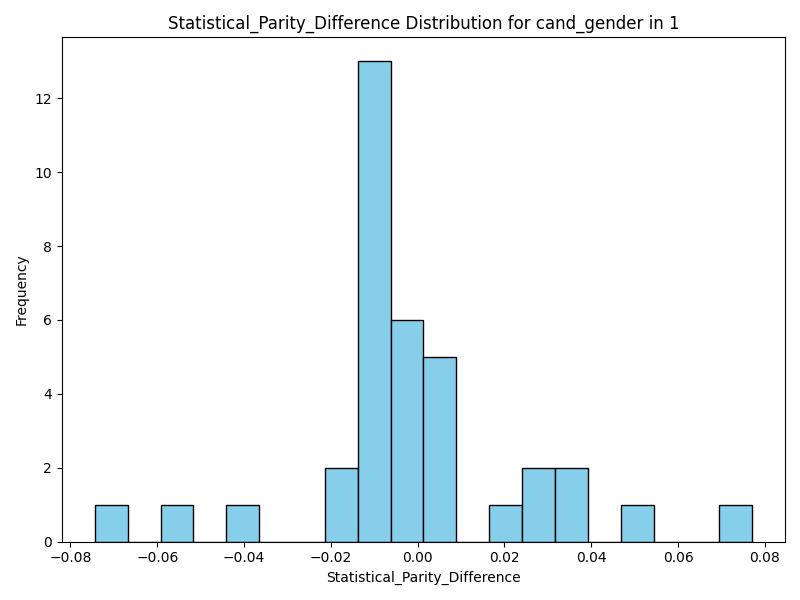 Statistical_Parity_Difference Distribution for cand_gender in 1
Frequency
12
10
8
6
4
2
0
−0.08 −0.06 −0.04 −0.02 0.00 0.02 0.04 0.06 0.08
Statistical_Parity_Difference